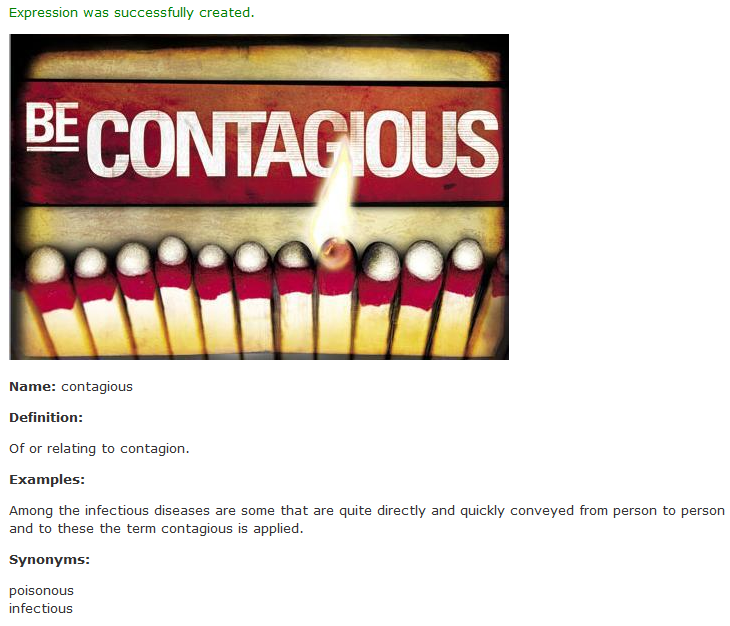 Expression was successfully created.
BE CONTAGIOUS
Name: contagious
Definition:
Of or relating to contagion.
Examples:
Among the infectious diseases are some that are quite directly and quickly conveyed from person to person
and to these the term contagious is applied.
Synonyms:
poisonous
infectious